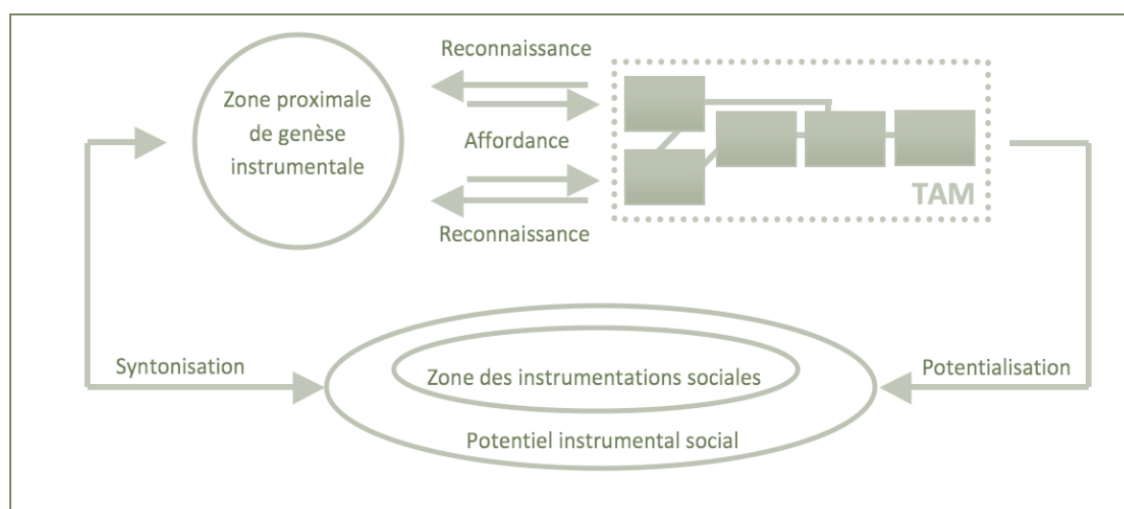 Reconnaissance
Zone proximale
de genèse
instrumentale
Affordance
TAM
Reconnaissance
Syntonisation
Zone des instrumentations sociales
Potentialisation
Potentiel instrumental social